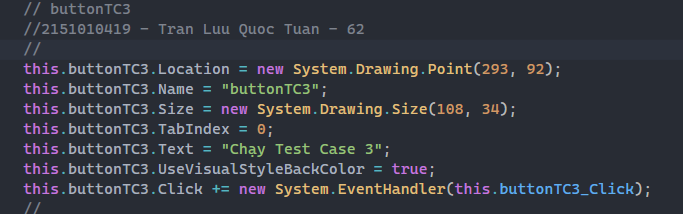 // buttonTC3
//2151010419 - Tran Luu Quoc Tuan - 62
//
this.buttonTC3.Location = new System.Drawing.Point(293, 92);
this.buttonTC3.Name = "buttonTC3";
this.buttonTC3.Size = new System.Drawing.Size(108, 34);
this.buttonTC3.TabIndex = 0;
this.buttonTC3.Text = "Chạy Test Case 3";
this.buttonTC3.UseVisualStyleBackColor = true;
this.buttonTC3.Click += new System.EventHandler(this.buttonTC3_Click);
//